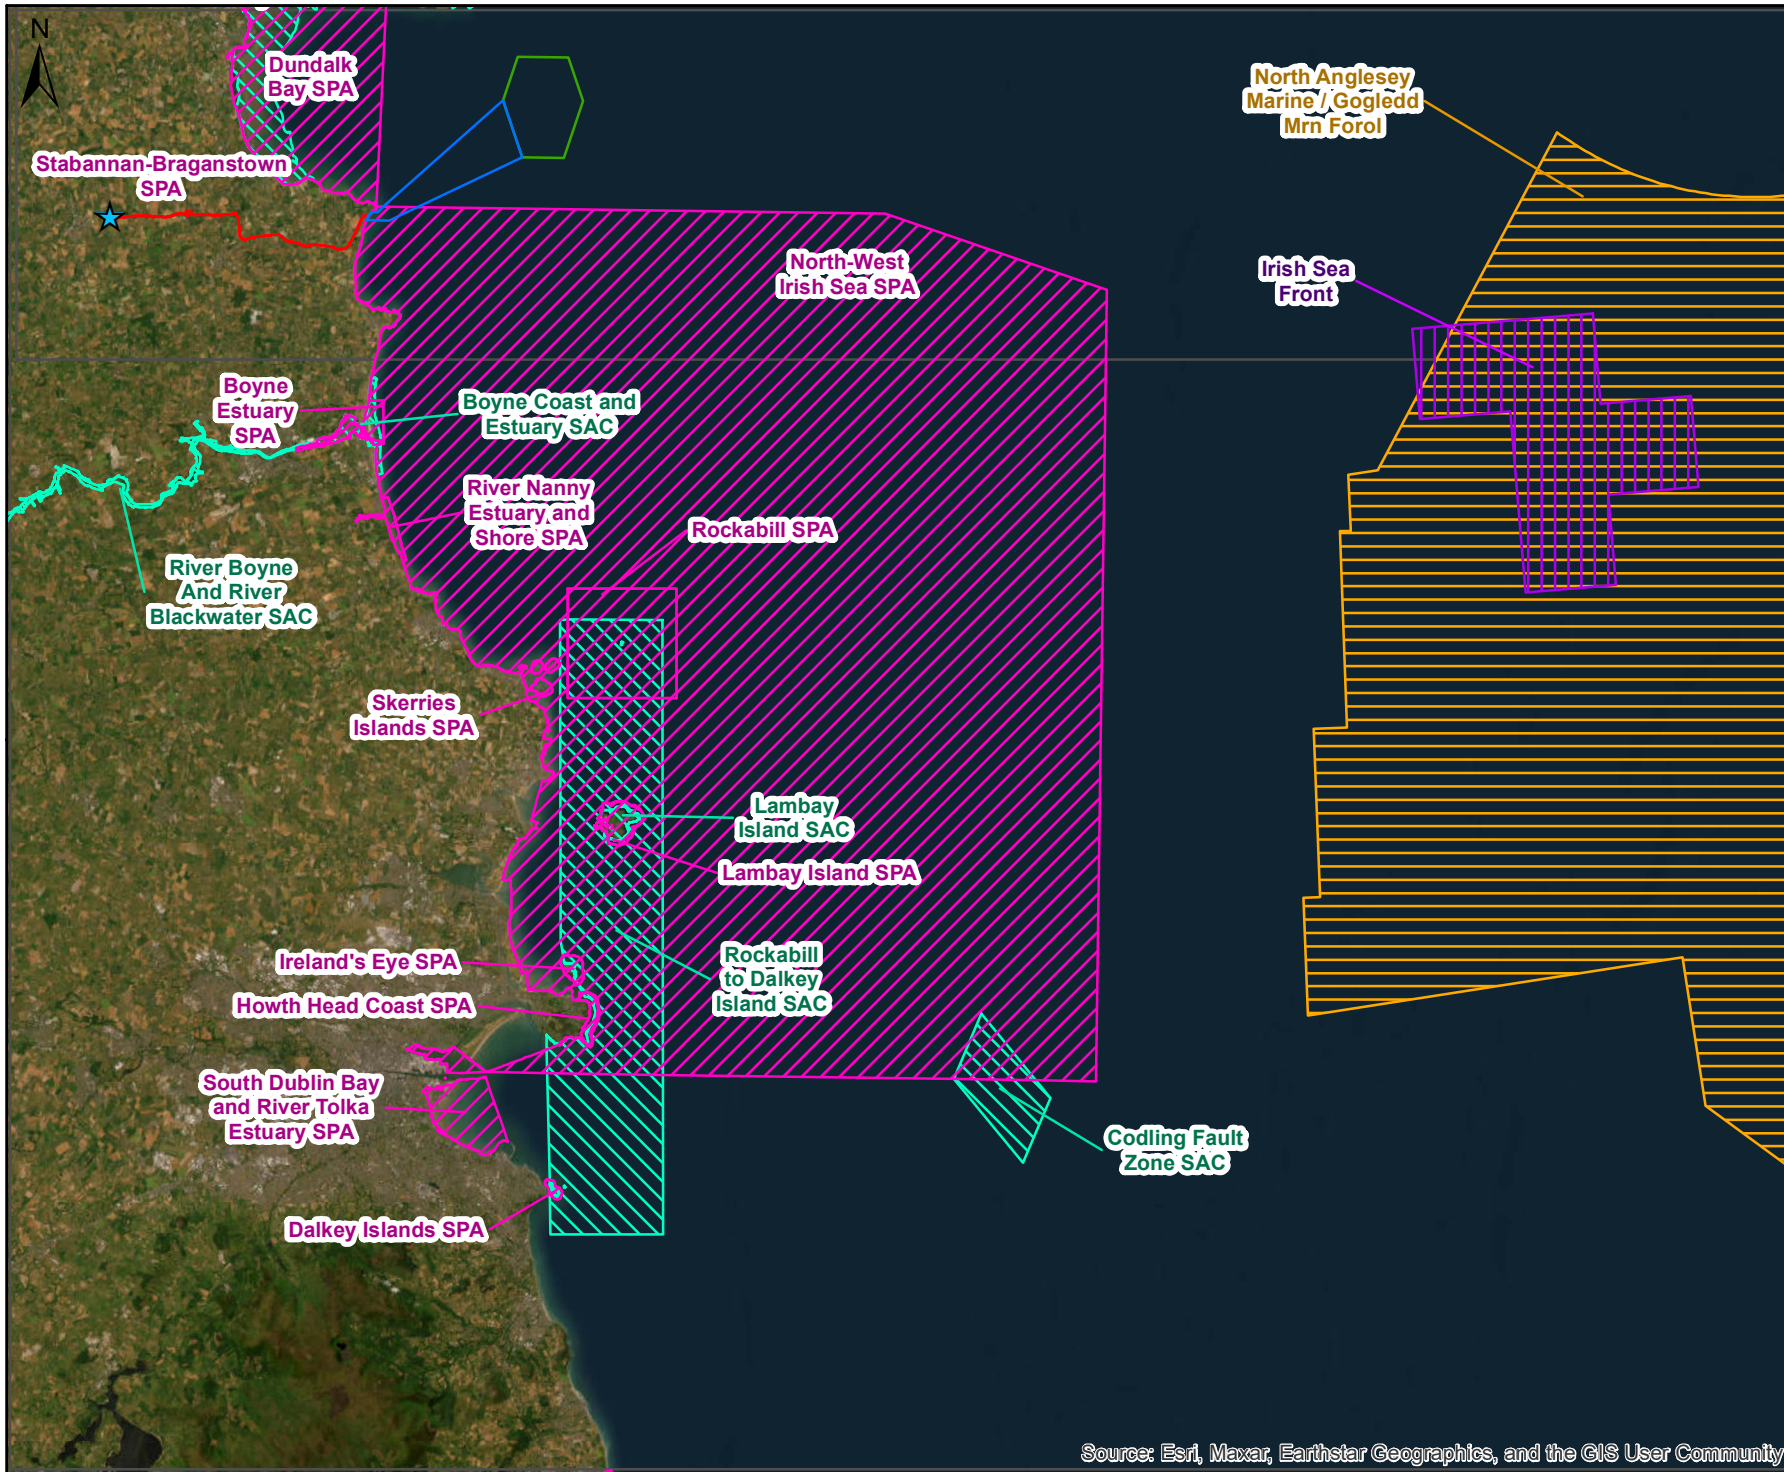 N
Dundalk
Bay SPA
Stabannan-Braganstown
SPA
North Anglesey
Marine / Gogledd
Mrn Forol
North-West
Irish Sea SPA
Irish Sea
Front
Boyne
Estuary
SPA
Boyne Coast and
Estuary SAC
River Nanny
Estuary and
Shore SPA
Rockabill SPA
River Boyne
And River
Blackwater SAC
Skerries
Islands SPA
Lambay
Island SAC
Lambay Island SPA
Ireland's Eye SPA
Rockabill
to Dalkey
Island SAC
Howth Head Coast SPA
South Dublin Bay
and River Tolka
Estuary SPA
Codling Fault
Zone SAC
Dalkey Islands SPA
Source: Esri, Maxar, Earthstar Geographics, and the GIS User Community